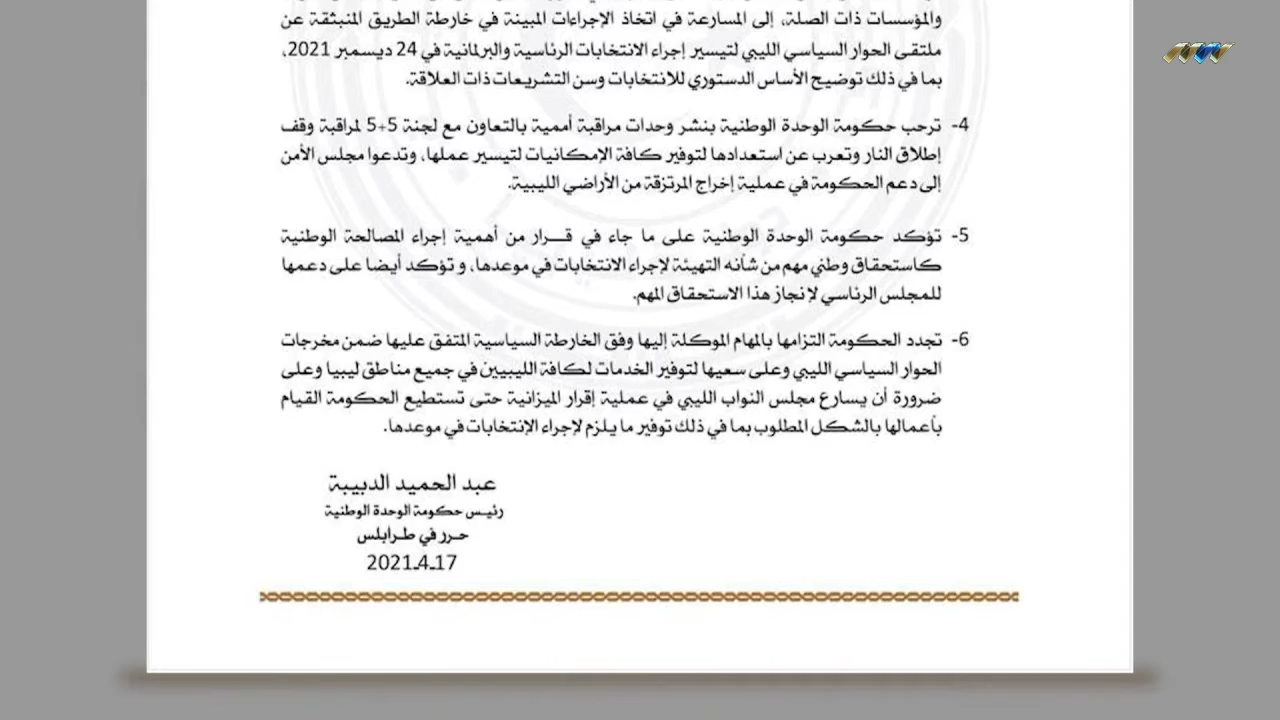 والمؤسسات ذات الصلة، إلى المسارعة في اتخاذ الإجراءات المبينة في خارطة الطريق المنبثقة عن
ملتقى الحوار السياسي الليبي لتيسير إجراء الانتخابات الرئاسية والبرلمانية في 24 ديسمبر 2021،
بما في ذلك توضيح الأساس الدستوري للانتخابات وسن التشريعات ذات العلاقة.
4- ترحب حكومة الوحدة الوطنية بنشر وحدات مراقبة أممية بالتعاون مع لجنة 5+5 لمراقبة وقف
إطلاق النار وتعرب عن استعدادها لتوفير كافة الإمكانيات لتيسير عملها، وتدعوا مجلس الأمن
إلى دعم الحكومة في عملية إخراج المرتزقة من الأراضي الليبية.
5- تؤكد حكومة الوحدة الوطنية على ما جاء في قرار من أهمية إجراء المصالحة الوطنية
كاستحقاق وطني مهم من شأنه التهيئة لإجراء الانتخابات في موعدها، و تؤكد أيضا على دعمها
للمجلس الرئاسي لإنجاز هذا الاستحقاق المهم.
6- تجدد الحكومة التزامها بالمهام الموكلة إليها وفق الخارطة السياسية المتفق عليها ضمن مخرجات
الحوار السياسي الليبي وعلى سعيها لتوفير الخدمات لكافة الليبيين في جميع مناطق ليبيا وعلى
ضرورة أن يسارع مجلس النواب الليبي في عملية إقرار الميزانية حتى تستطيع الحكومة القيام
بأعمالها بالشكل المطلوب بما في ذلك توفير ما يلزم لإجراء الإنتخابات في موعدها.
عبد الحميد الدبيبة
رئيس حكومة الوحدة الوطنية
حرر في طرابلس
2021.4.17